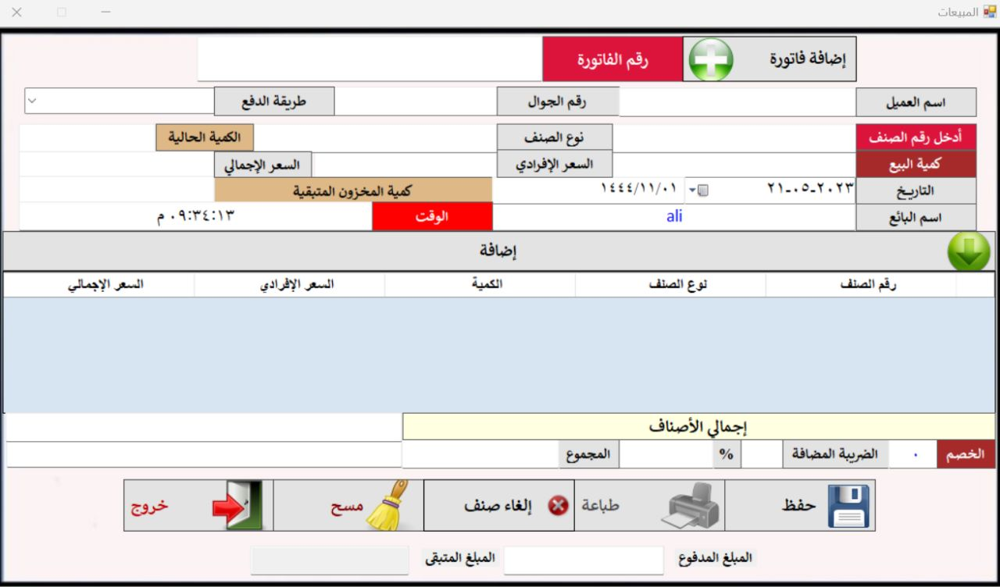 المبيعات
إضافة فاتورة رقم الفاتورة
اسم العميل رقم الجوال طريقة الدفع
أدخل رقم الصنف نوع الصنف الكمية الحالية
كمية البيع السعر الإفرادي السعر الإجمالي
التاريخ ٢٠٢٣-٠٥-٢١ ١٤٤٤/١١/٠١ كمية المخزون المتبقية
اسم البائع ali الوقت ٠٩:٣٤:١٣ م
إضافة
رقم الصنف نوع الصنف الكمية السعر الإفرادي السعر الإجمالي
إجمالي الأصناف
الخصم ٠ الضريبة المضافة % المجموع
حفظ طباعة إلغاء صنف مسح خروج
المبلغ المدفوع المبلغ المتبقى